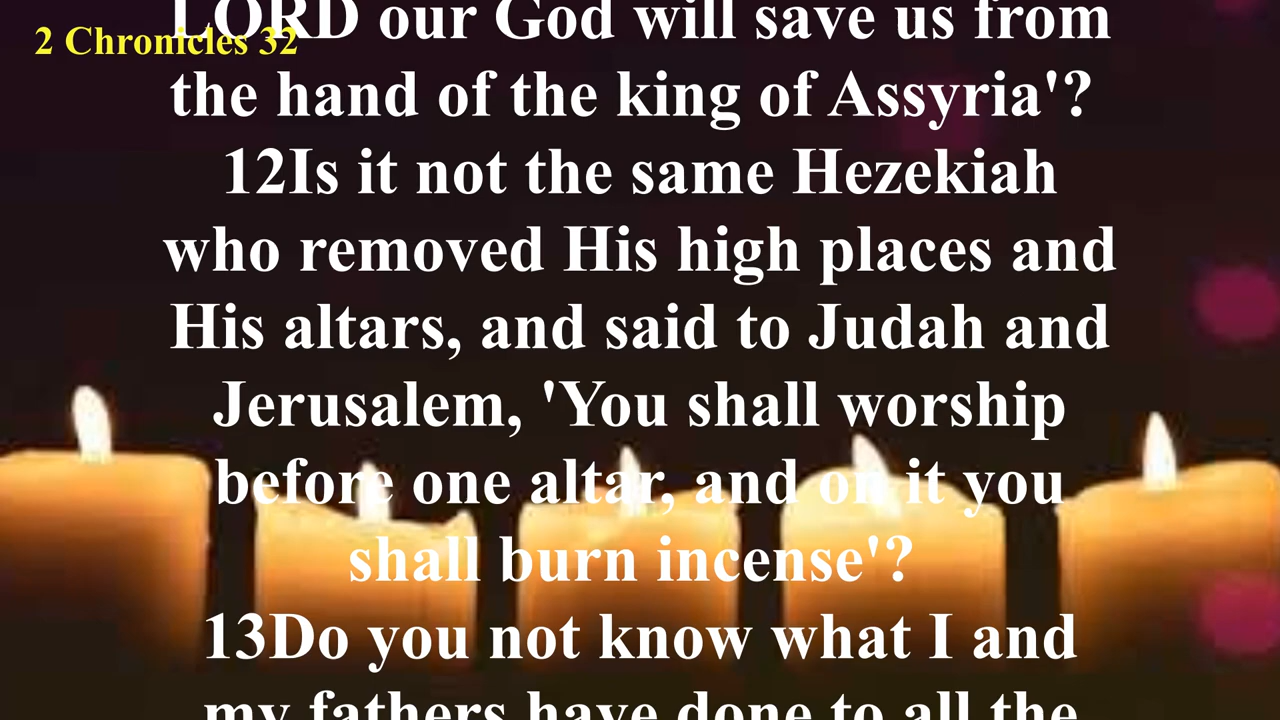 2 Chronicles 32
LORD our God will save us from
the hand of the king of Assyria'?
12Is it not the same Hezekiah
who removed His high places and
His altars, and said to Judah and
Jerusalem, 'You shall worship
before one altar, and on it you
shall burn incense'?
13Do you not know what I and
my fathers have done to all the